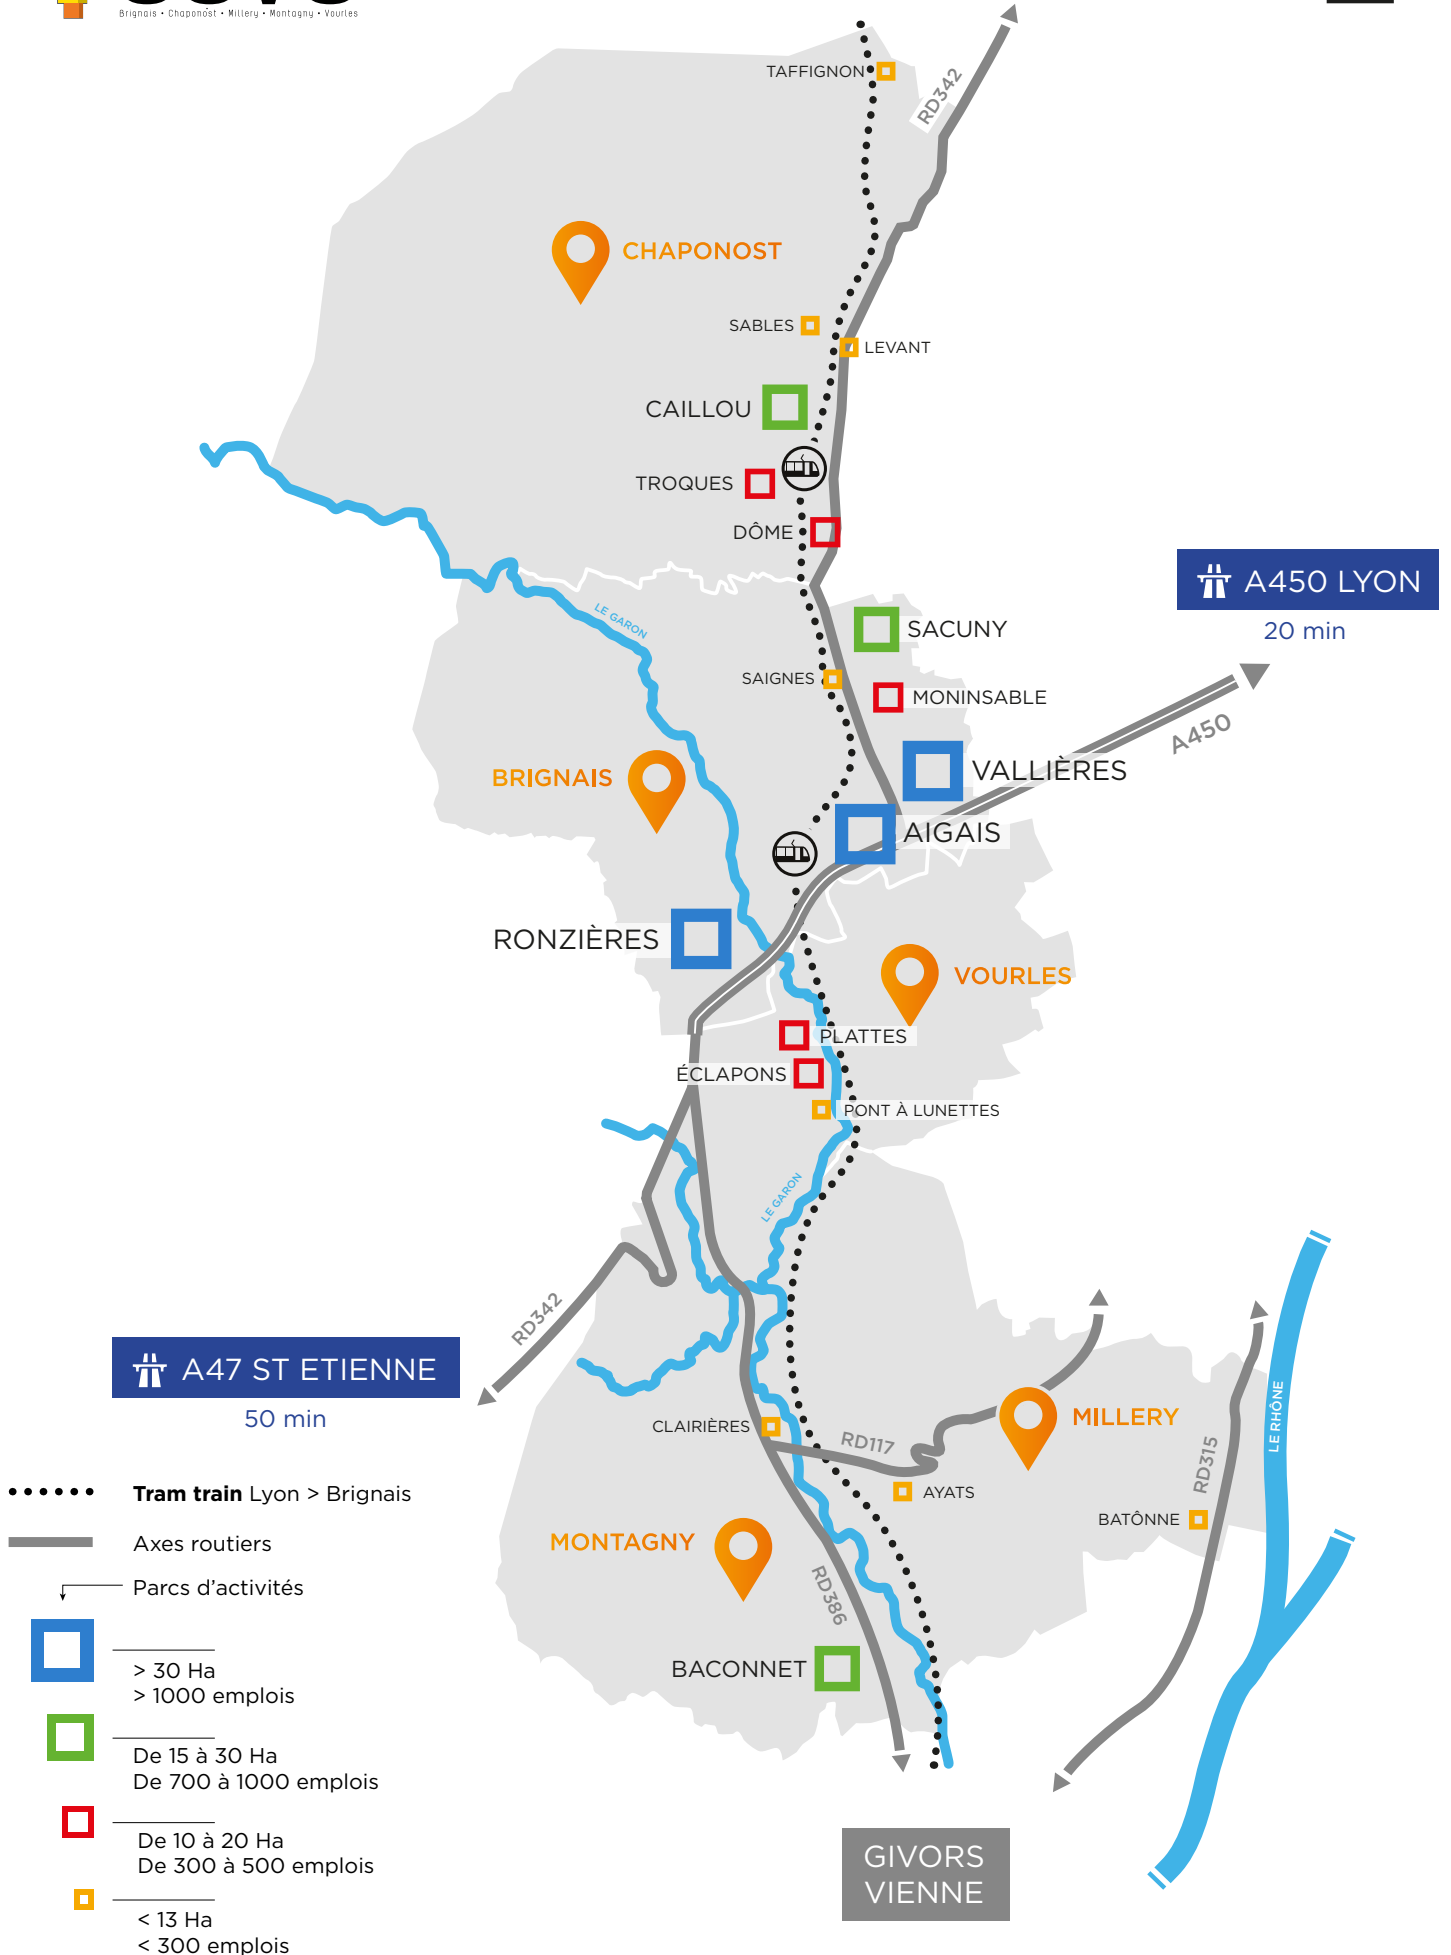 Brignais • Chaponost • Millery • Montagny • Vourles
TAFFIGNON
RD342
CHAPONOST
SABLES
LEVANT
CAILLOU
TROQUES
DÔME
A450 LYON
20 min
LE GARON
SACUNY
SAIGNES
MONINSABLE
A450
BRIGNAIS
VALLIÈRES
AIGAIS
RONZIÈRES
VOURLES
PLATTES
ÉCLAPONS
PONT À LUNETTES
LE GARON
RD342
A47 ST ETIENNE
50 min
CLAIRIÈRES
RD117
MILLERY
LE RHÔNE
RD315
AYATS
BATÔNNE
MONTAGNY
RD386
BACONNET
Tram train Lyon > Brignais
Axes routiers
Parcs d'activités
> 30 Ha
> 1000 emplois
De 15 à 30 Ha
De 700 à 1000 emplois
De 10 à 20 Ha
De 300 à 500 emplois
< 13 Ha
< 300 emplois
GIVORS
VIENNE